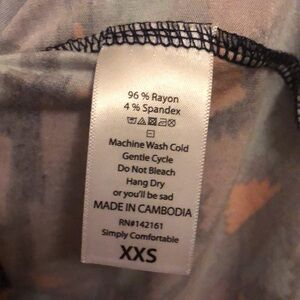 96 % Rayon
4 % Spandex
Machine Wash Cold
Gentle Cycle
Do Not Bleach
Hang Dry
or you'll be sad
MADE IN CAMBODIA
RN#142161
Simply Comfortable
XXS